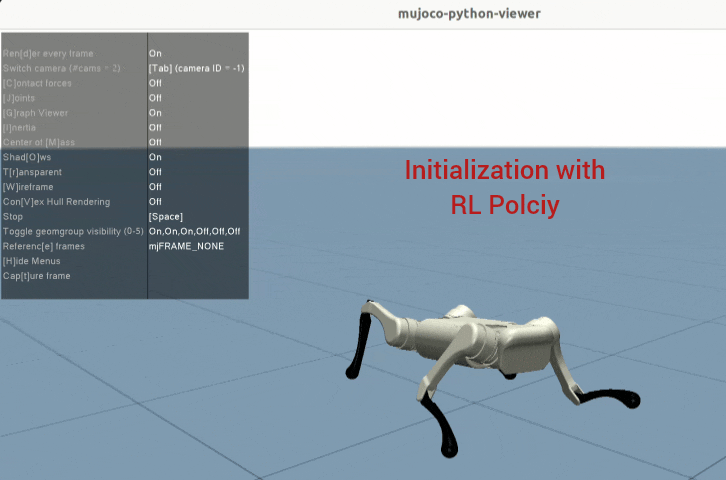 mujoco-python-viewer
Ren[d]er every frame On
Switch camera (#cams = 2) [Tab] (camera ID = -1)
[C]ontact forces Off
[J]oints Off
[G]raph Viewer On
[I]nertia Off
Center of [M]ass Off
Shad[O]ws On
T[r]ansparent Off
[W]ireframe Off
Con[V]ex Hull Rendering Off
Stop [Space]
Toggle geomgroup visibility (0-5) On,On,On,Off,Off,Off
Referenc[e] frames mjFRAME_NONE
[H]ide Menus
Cap[t]ure frame
Initialization with
RL Polciy